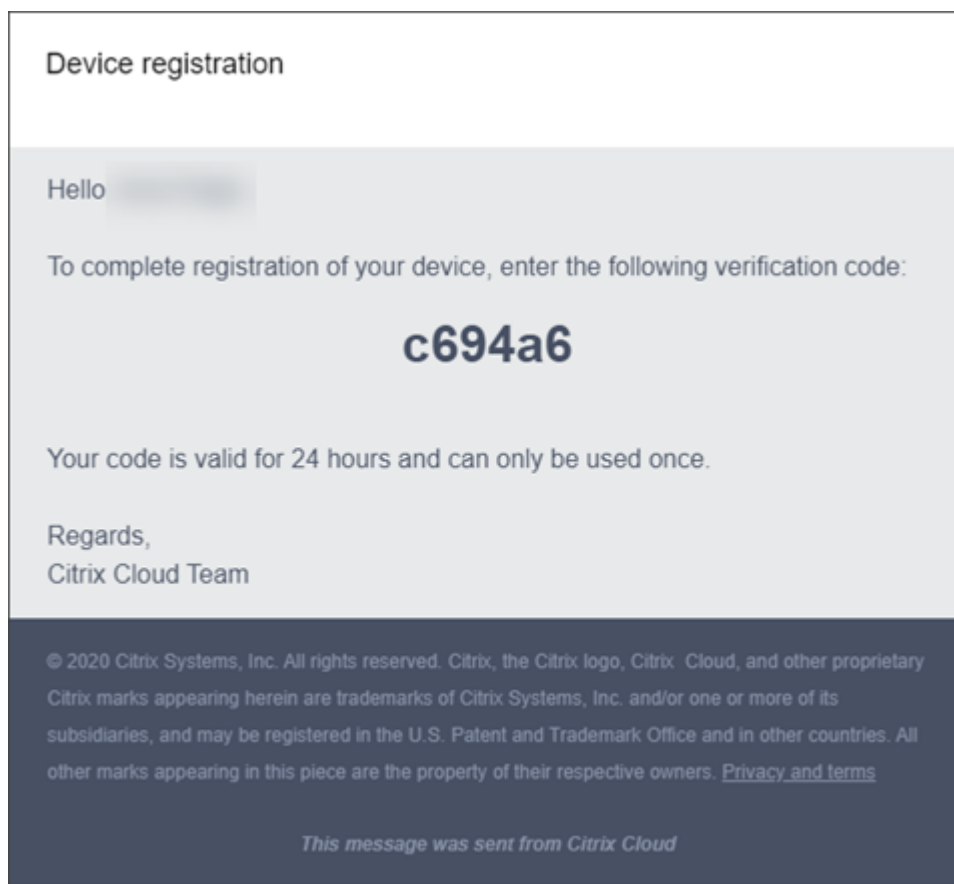 Device registration
Hello
To complete registration of your device, enter the following verification code:
c694a6
Your code is valid for 24 hours and can only be used once.
Regards,
Citrix Cloud Team
© 2020 Citrix Systems, Inc. All rights reserved. Citrix, the Citrix logo, Citrix  Cloud, and other proprietary
Citrix marks appearing herein are trademarks of Citrix Systems, Inc. and/or one or more of its
subsidiaries, and may be registered in the U.S. Patent and Trademark Office and in other countries. All
other marks appearing in this piece are the property of their respective owners. Privacy and terms
This message was sent from Citrix Cloud